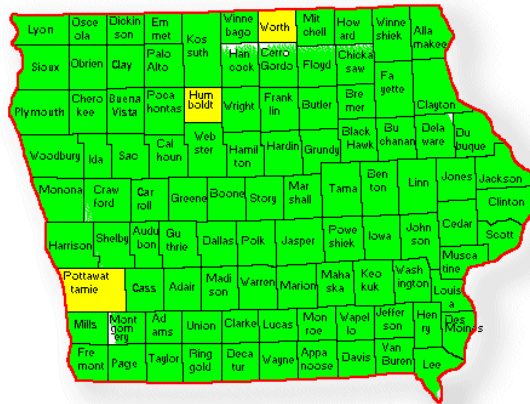 Lyon
Osce
ola
Dickin
son
Em
met
Kos
suth
Winne
bago
Worth
Mit
chell
How
ard
Winne
shiek
Alla
makee
Sioux
Obrien
Clay
Palo
Alto
Han
cook
Cerro
Gordo
Floyd
Chicka
saw
Fa
yette
Clayton
Plymouth
Chero
kee
Buena
Vista
Poca
hontas
Hum
boldt
Wright
Frank
lin
Butler
Bre
mer
Woodbury
Ida
Sac
Cal
houn
Web
ster
Hamil
ton
Hardin
Grundy
Black
Hawk
Bu
chanan
Dela
ware
Du
buque
Monona
Craw
ford
Car
roll
Greene
Boone
Story
Mar
shall
Tama
Ben
ton
Linn
Jones
Jackson
Clinton
Harrison
Shelby
Audu
bon
Gu
thrie
Dallas
Polk
Jasper
Powe
shiek
Iowa
John
son
Cedar
Scott
Musca
tine
Pottawat
tamie
Cass
Adair
Madi
son
Warren
Marion
Maha
ska
Keo
kuk
Wash
ington
Louis
a
Mills
Mont
gom
ery
Ad
ams
Union
Clarke
Lucas
Mon
roe
Wapel
lo
Jeffer
son
Hen
ry
Des
Moines
Fre
mont
Page
Taylor
Ring
gold
Deca
tur
Wayne
Appa
noose
Davis
Van
Buren
Lee